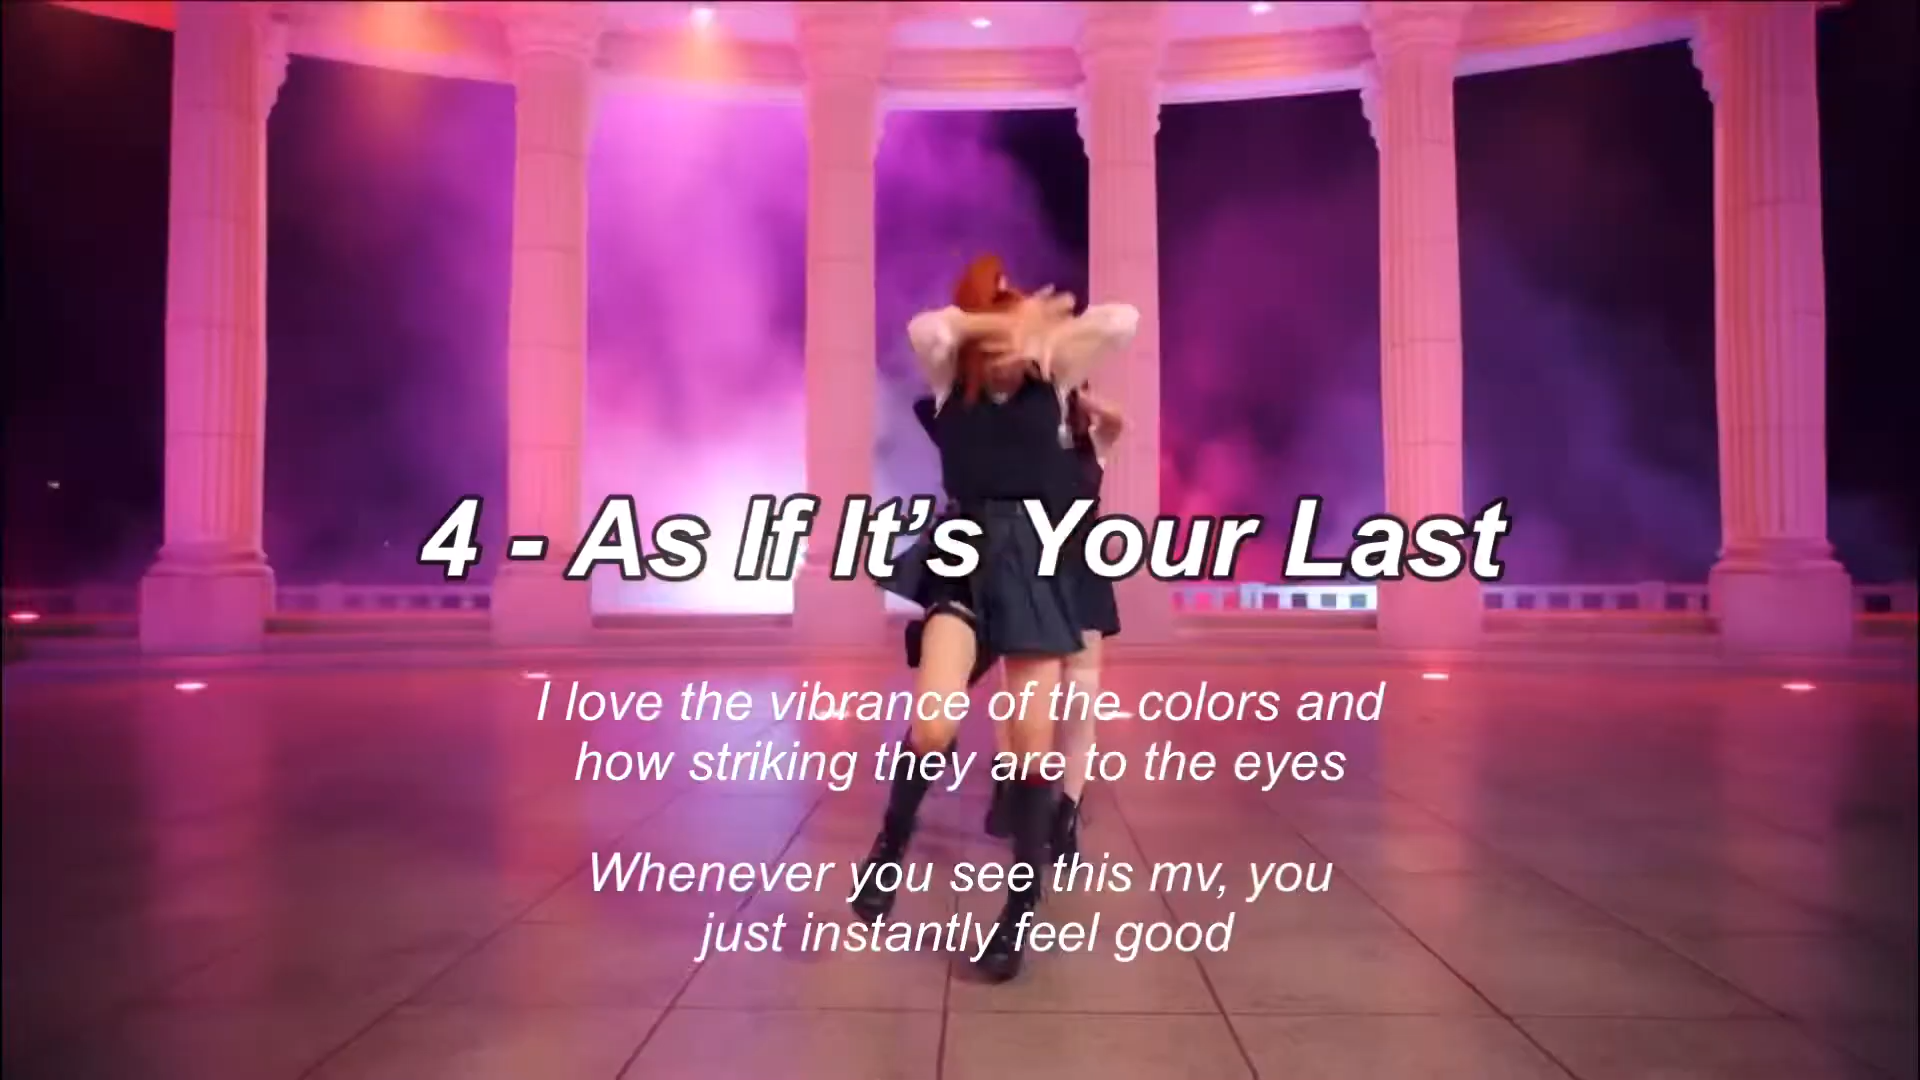 4 - As If It’s Your Last
I love the vibrance of the colors and
how striking they are to the eyes
Whenever you see this mv, you
just instantly feel good